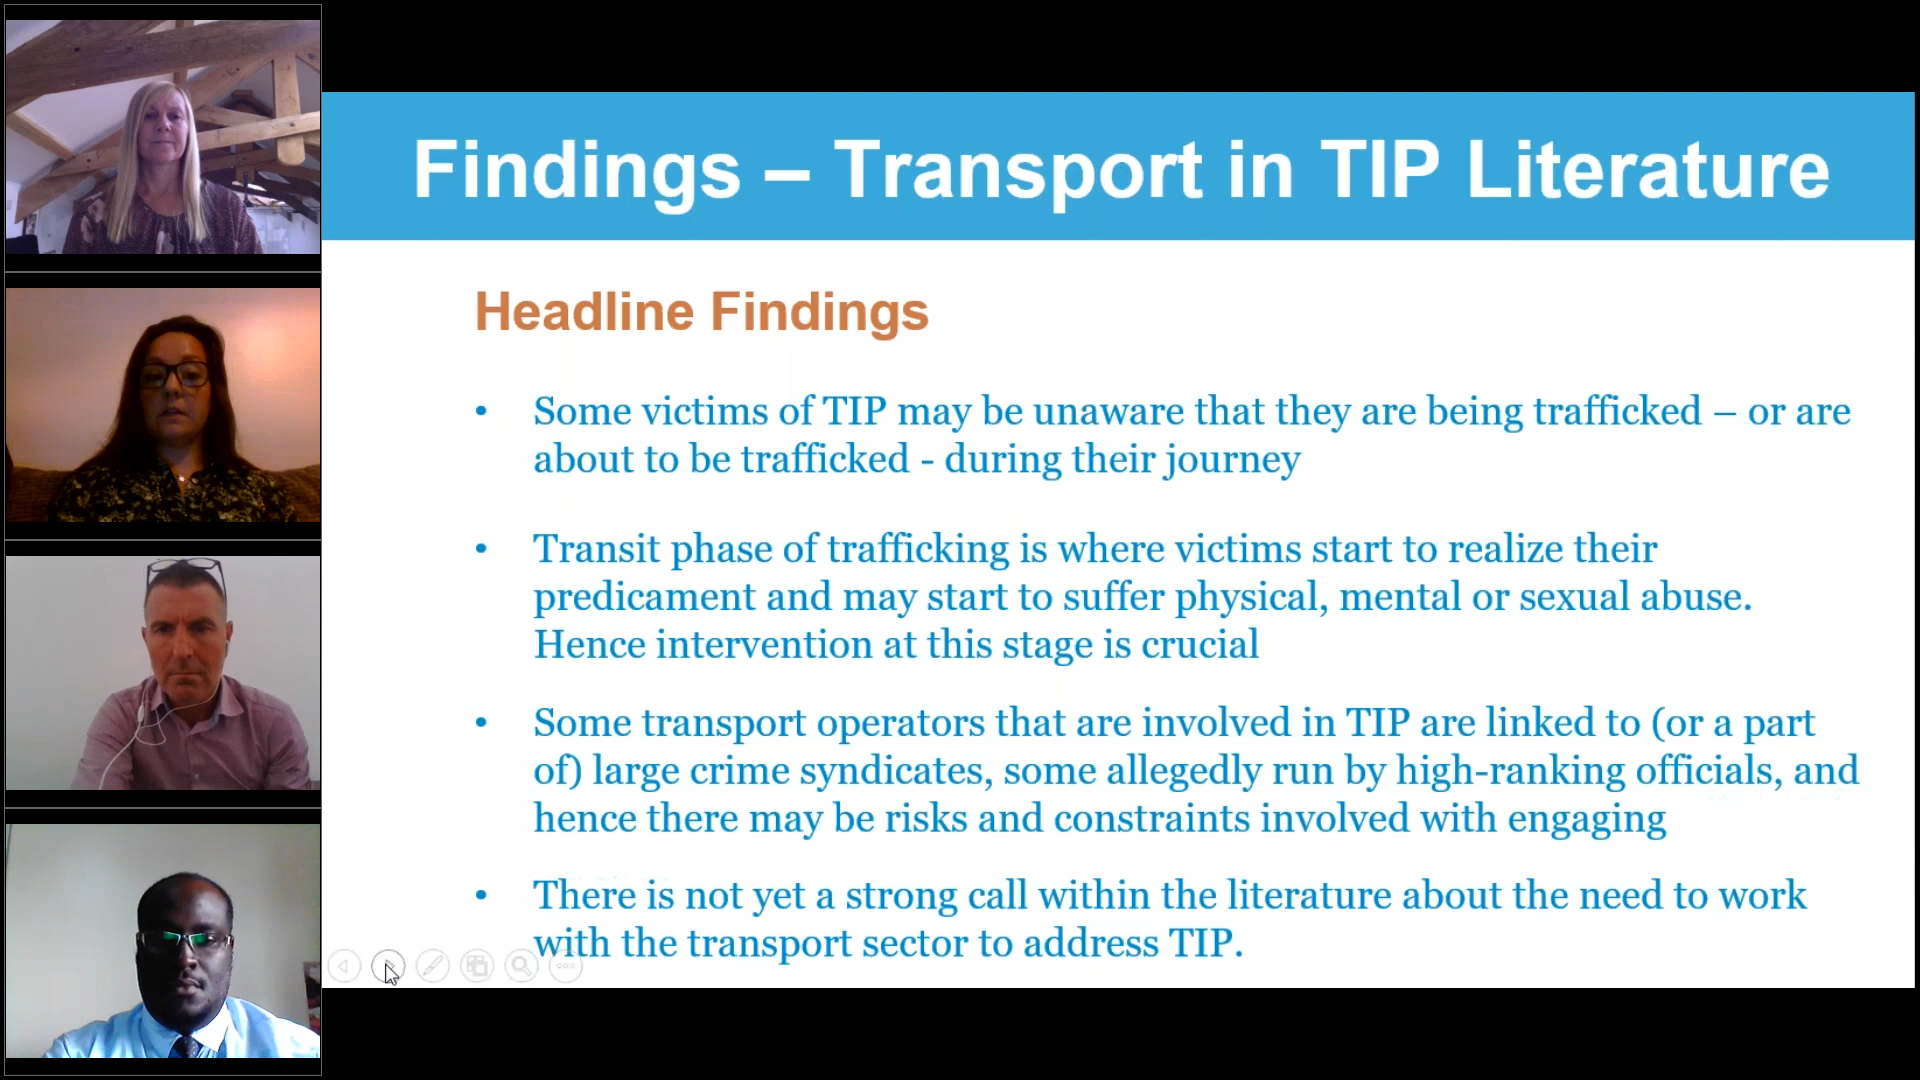 Findings – Transport in TIP Literature
Headline Findings
• Some victims of TIP may be unaware that they are being trafficked – or are
about to be trafficked - during their journey
• Transit phase of trafficking is where victims start to realize their
predicament and may start to suffer physical, mental or sexual abuse.
Hence intervention at this stage is crucial
• Some transport operators that are involved in TIP are linked to (or a part
of) large crime syndicates, some allegedly run by high-ranking officials, and
hence there may be risks and constraints involved with engaging
• There is not yet a strong call within the literature about the need to work
with the transport sector to address TIP.